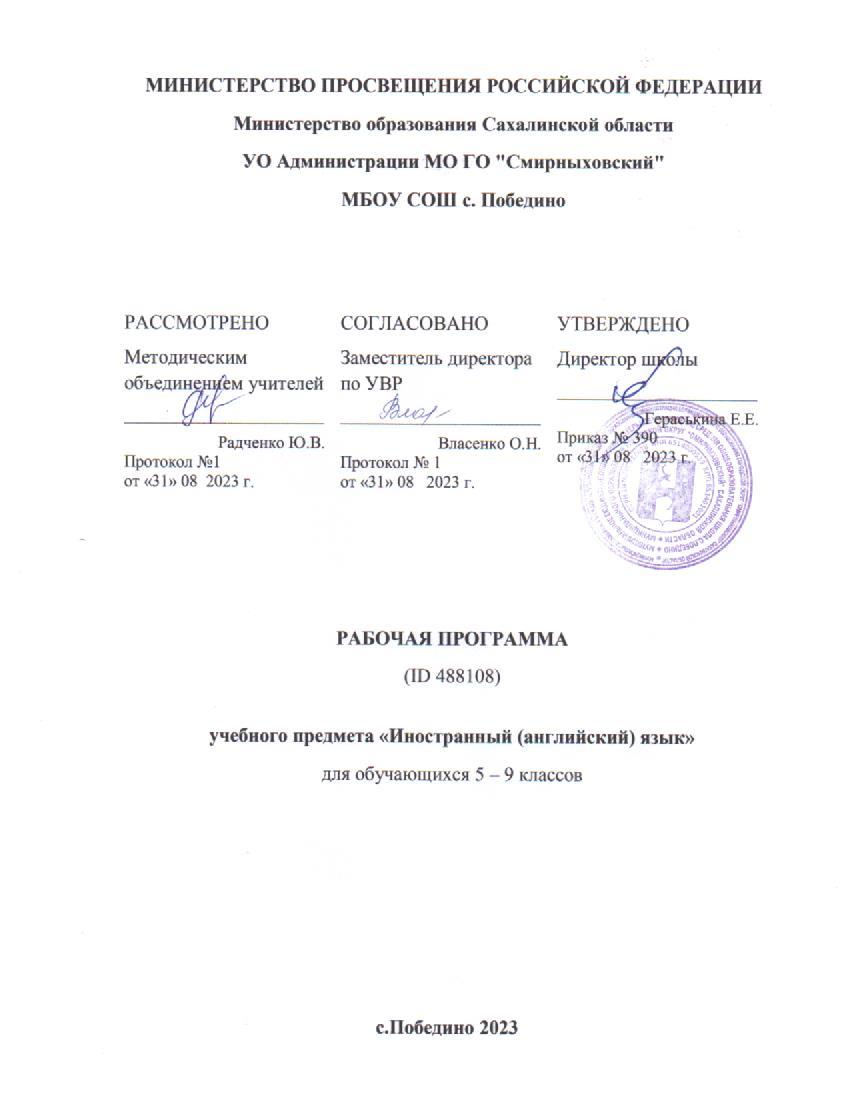 МИНИСТЕРСТВО ПРОСВЕЩЕНИЯ РОССИЙСКОЙ ФЕДЕРАЦИИ
Министерство образования Сахалинской области
УО Администрации МО ГО "Смирныховский"
МБОУ СОШ с. Победино
РАССМОТРЕНО
Методическим
объединением учителей
Радченко Ю.В.
Протокол №1
от «31» 08 2023 г.
СОГЛАСОВАНО
Заместитель директора
по УВР
Влас
Власенко О.Н.
Протокол № 1
от «31» 08 2023 г.
УТВЕРЖДЕНО
Директор школы
Гераськина Е.Е.
Приказ № 390
от «31» 08 2023 г.
РАБОЧАЯ ПРОГРАММА
(ID 488108)
учебного предмета «Иностранный (английский) язык»
для обучающихся 5 – 9 классов
с.Победино 2023